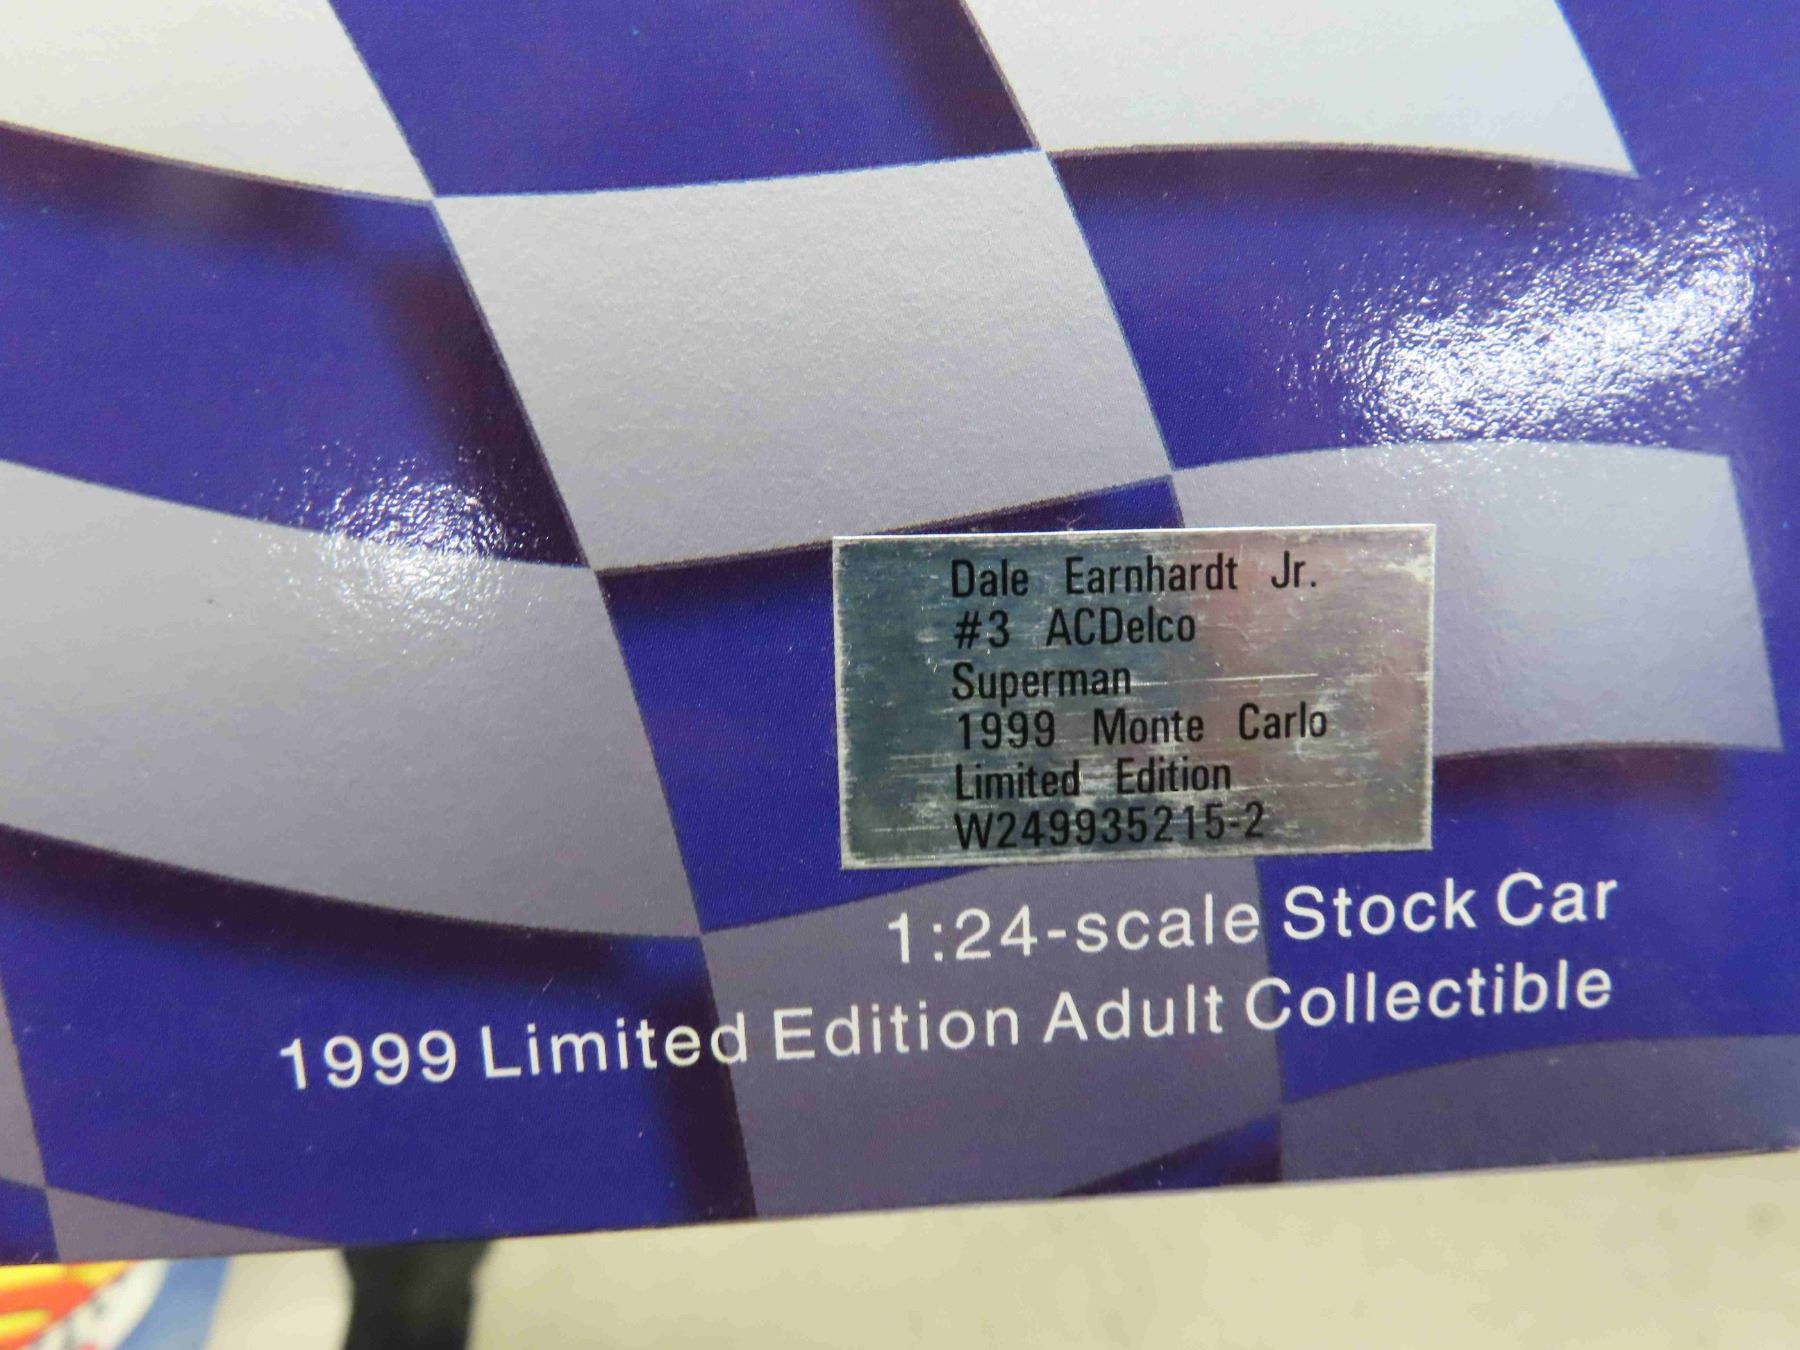 Dale Earnhardt Jr.
#3 ACDelco
Superman
1999 Monte Carlo
Limited Edition
W249935215-2
1:24-scale Stock Car
1999 Limited Edition Adult Collectible